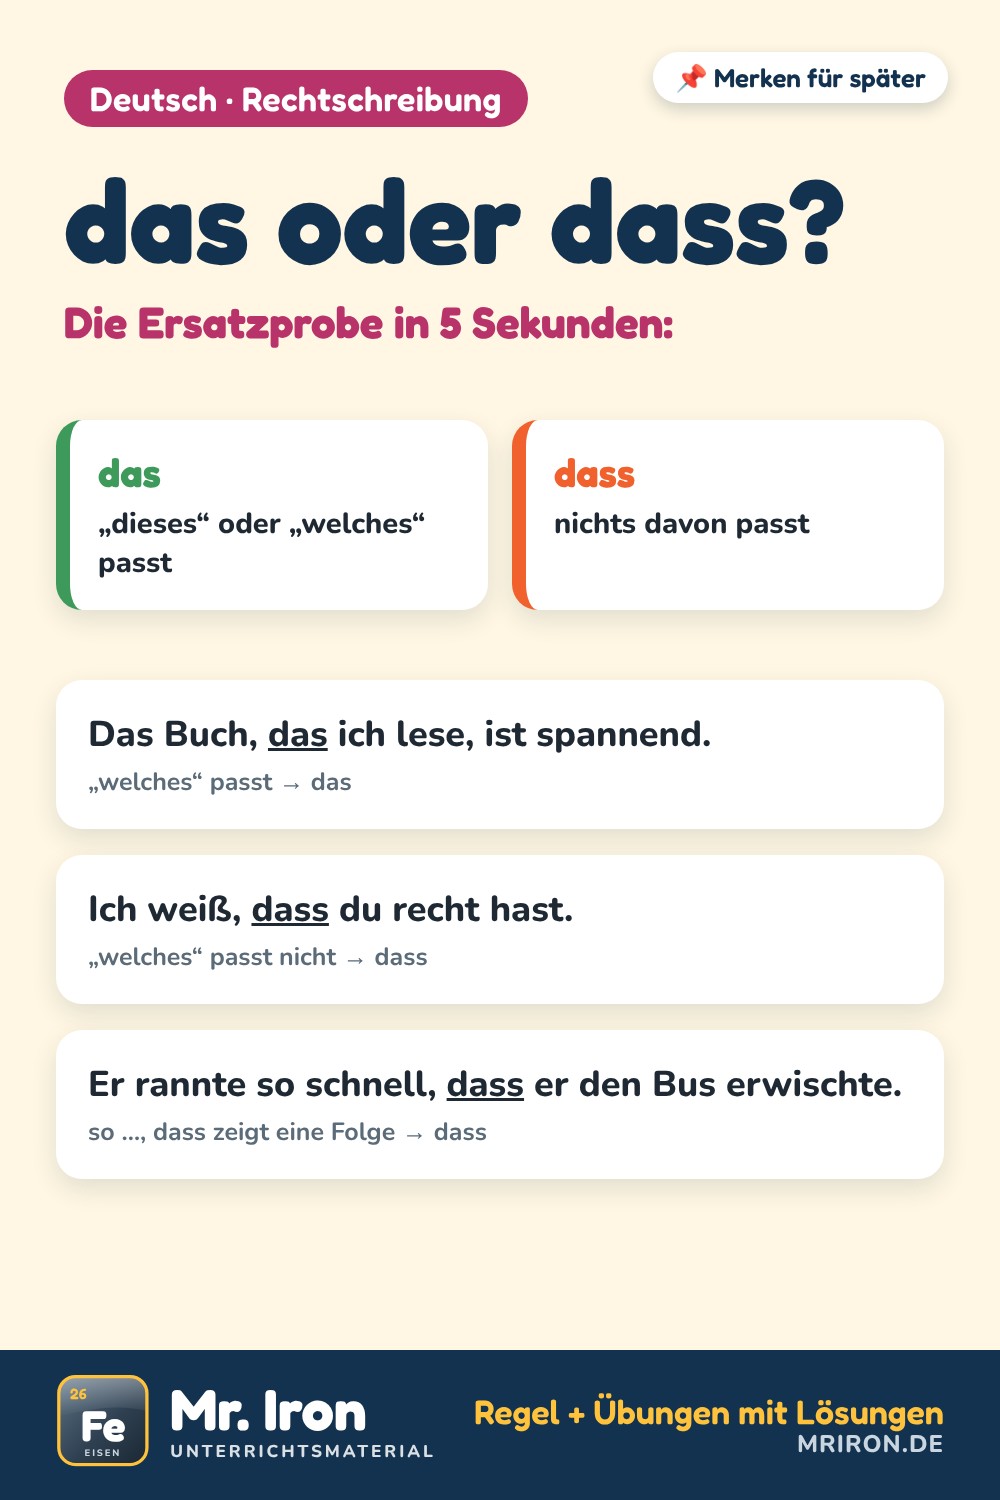 Deutsch · Rechtschreibung
📌 Merken für später
das oder dass?
Die Ersatzprobe in 5 Sekunden:
das
„dieses“ oder „welches“
passt
dass
nichts davon passt
Das Buch, das ich lese, ist spannend.
„welches“ passt → das
Ich weiß, dass du recht hast.
„welches“ passt nicht → dass
Er rannte so schnell, dass er den Bus erwischte.
so …, dass zeigt eine Folge → dass
26
Fe
EISEN
Mr. Iron
UNTERRICHTSMATERIAL
Regel + Übungen mit Lösungen
MRIRON.DE